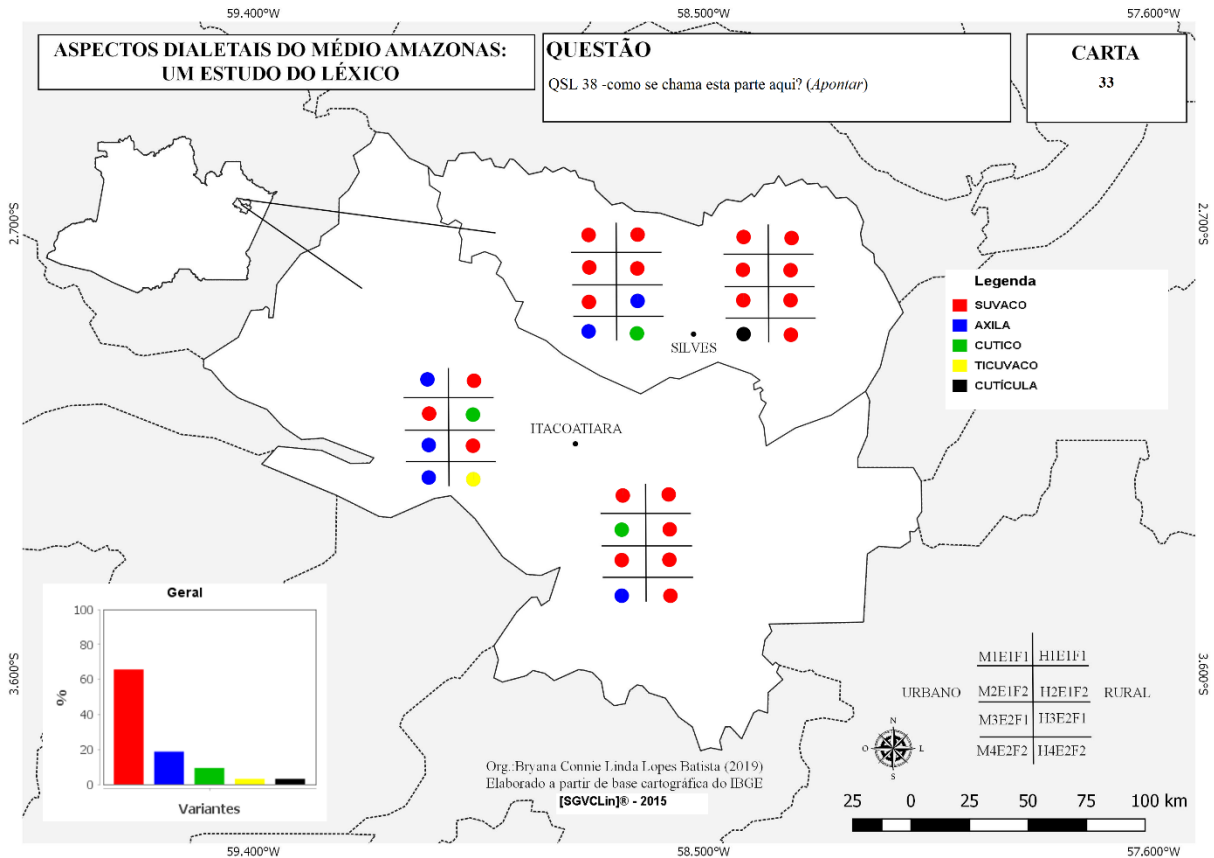 59.400°W
58.500°W
57.600°W
ASPECTOS DIALETAIS DO MÉDIO AMAZONAS:
UM ESTUDO DO LÉXICO
QUESTÃO
QSL 38 -como se chama esta parte aqui? (Apontar)
CARTA
33
2.700°S
2.700°S
SILVES
ITACOATIARA
Legenda
SUVACO
AXILA
CUTICO
TICUVACO
CUTÍCULA
3.600°S
3.600°S
Geral
100
80
60
40
20
0
%
Variantes
M1E1F1 H1E1F1
URBANO M2E1F2 H2E1F2 RURAL
M3E2F1 H3E2F1
M4E2F2 H4E2F2
N
O L
S
Org.:Bryana Connie Linda Lopes Batista (2019)
Elaborado a partir de base cartográfica do IBGE
[SGVCLin]® - 2015
25 0 25 50 75 100 km
59.400°W
58.500°W
57.600°W